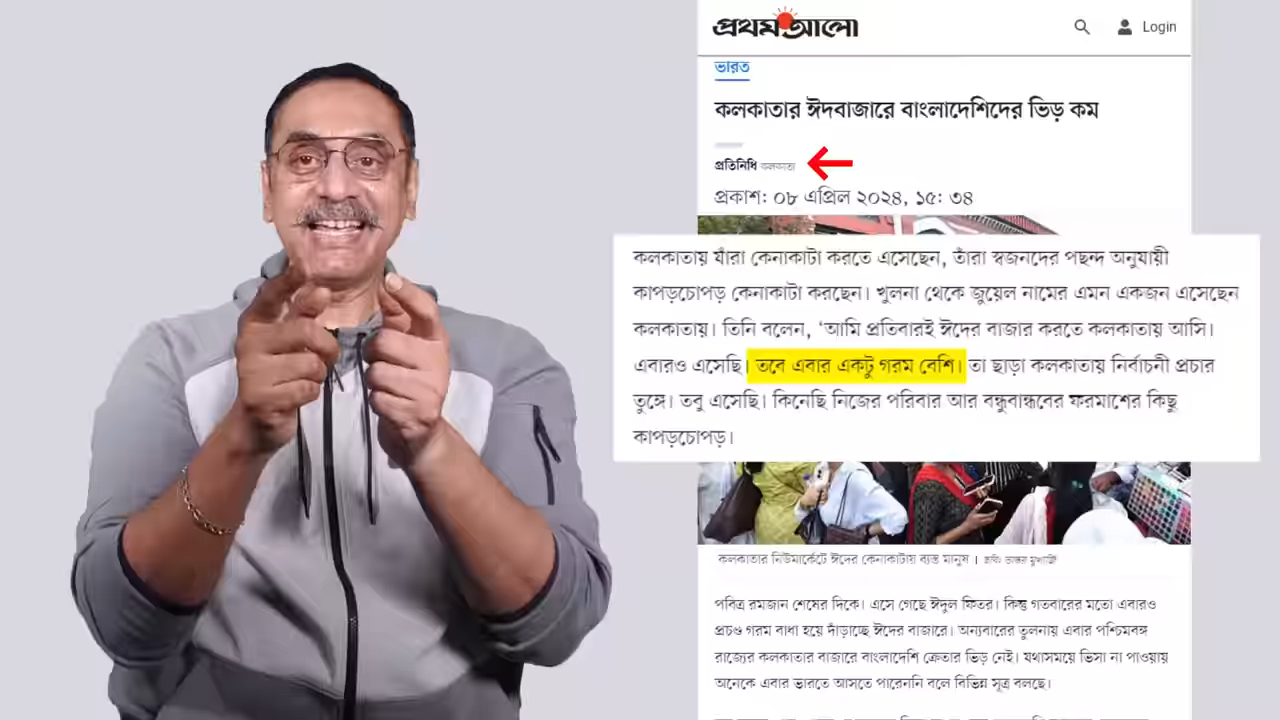 প্রথম আলো
Login
ভারত
কলকাতার ঈদবাজারে বাংলাদেশিদের ভিড় কম
প্রতিনিধি কলকাতা
প্রকাশ: ০৮ এপ্রিল ২০২৪, ১৫: ৩৪
কলকাতায় যাঁরা কেনাকাটা করতে এসেছেন, তাঁরা স্বজনদের পছন্দ অনুযায়ী
কাপড়চোপড় কেনাকাটা করছেন। খুলনা থেকে জুয়েল নামের এমন একজন এসেছেন
কলকাতায়। তিনি বলেন, ‘আমি প্রতিবারই ঈদের বাজার করতে কলকাতায় আসি।
এবারও এসেছি। তবে এবার একটু গরম বেশি। তা ছাড়া কলকাতায় নির্বাচনী প্রচার
তুঙ্গে। তবু এসেছি। কিনেছি নিজের পরিবার আর বন্ধুবান্ধবের ফরমাশের কিছু
কাপড়চোপড়।
কলকাতার নিউমার্কেটে ঈদের কেনাকাটায় ব্যস্ত মানুষ । ছবি: ভাস্কর মুখার্জি
পবিত্র রমজান শেষের দিকে। এসে গেছে ঈদুল ফিতর। কিন্তু গতবারের মতো এবারও
প্রচণ্ড গরম বাধা হয়ে দাঁড়াচ্ছে ঈদের বাজারে। অন্যবারের তুলনায় এবার পশ্চিমবঙ্গ
রাজ্যের কলকাতার বাজারে বাংলাদেশি ক্রেতার ভিড় নেই। যথাসময়ে ভিসা না পাওয়ায়
অনেকে এবার ভারতে আসতে পারেননি বলে বিভিন্ন সূত্র বলছে।